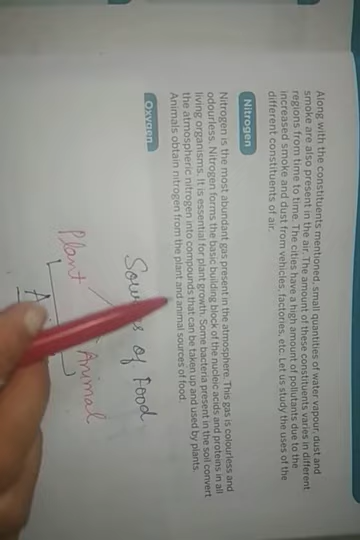 Along with the constituents mentioned, small quantities of water vapour, dust and
smoke are also present in the air. The amount of these constituents varies in different
regions from time to time. The cities have a high amount of pollutants due to the
increased smoke and dust from vehicles, factories, etc. Let us study the uses of the
different constituents of air.
Nitrogen
Nitrogen is the most abundant gas present in the atmosphere. This gas is colourless and
odourless. Nitrogen forms the basic building block of the nucleic acids and proteins in all
living organisms. It is essential for plant growth. Some bacteria present in the soil convert
the atmospheric nitrogen into compounds that can be taken up and used by plants.
Animals obtain nitrogen from the plant and animal sources of food.
Oxygen
of Food
Plant Animal